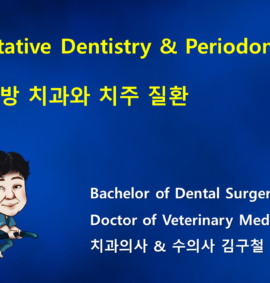 tative Dentistry & Periodon
방 치과와 치주 질환
Bachelor of Dental Surger
Doctor of Veterinary Med
치과의사 & 수의사 김구철